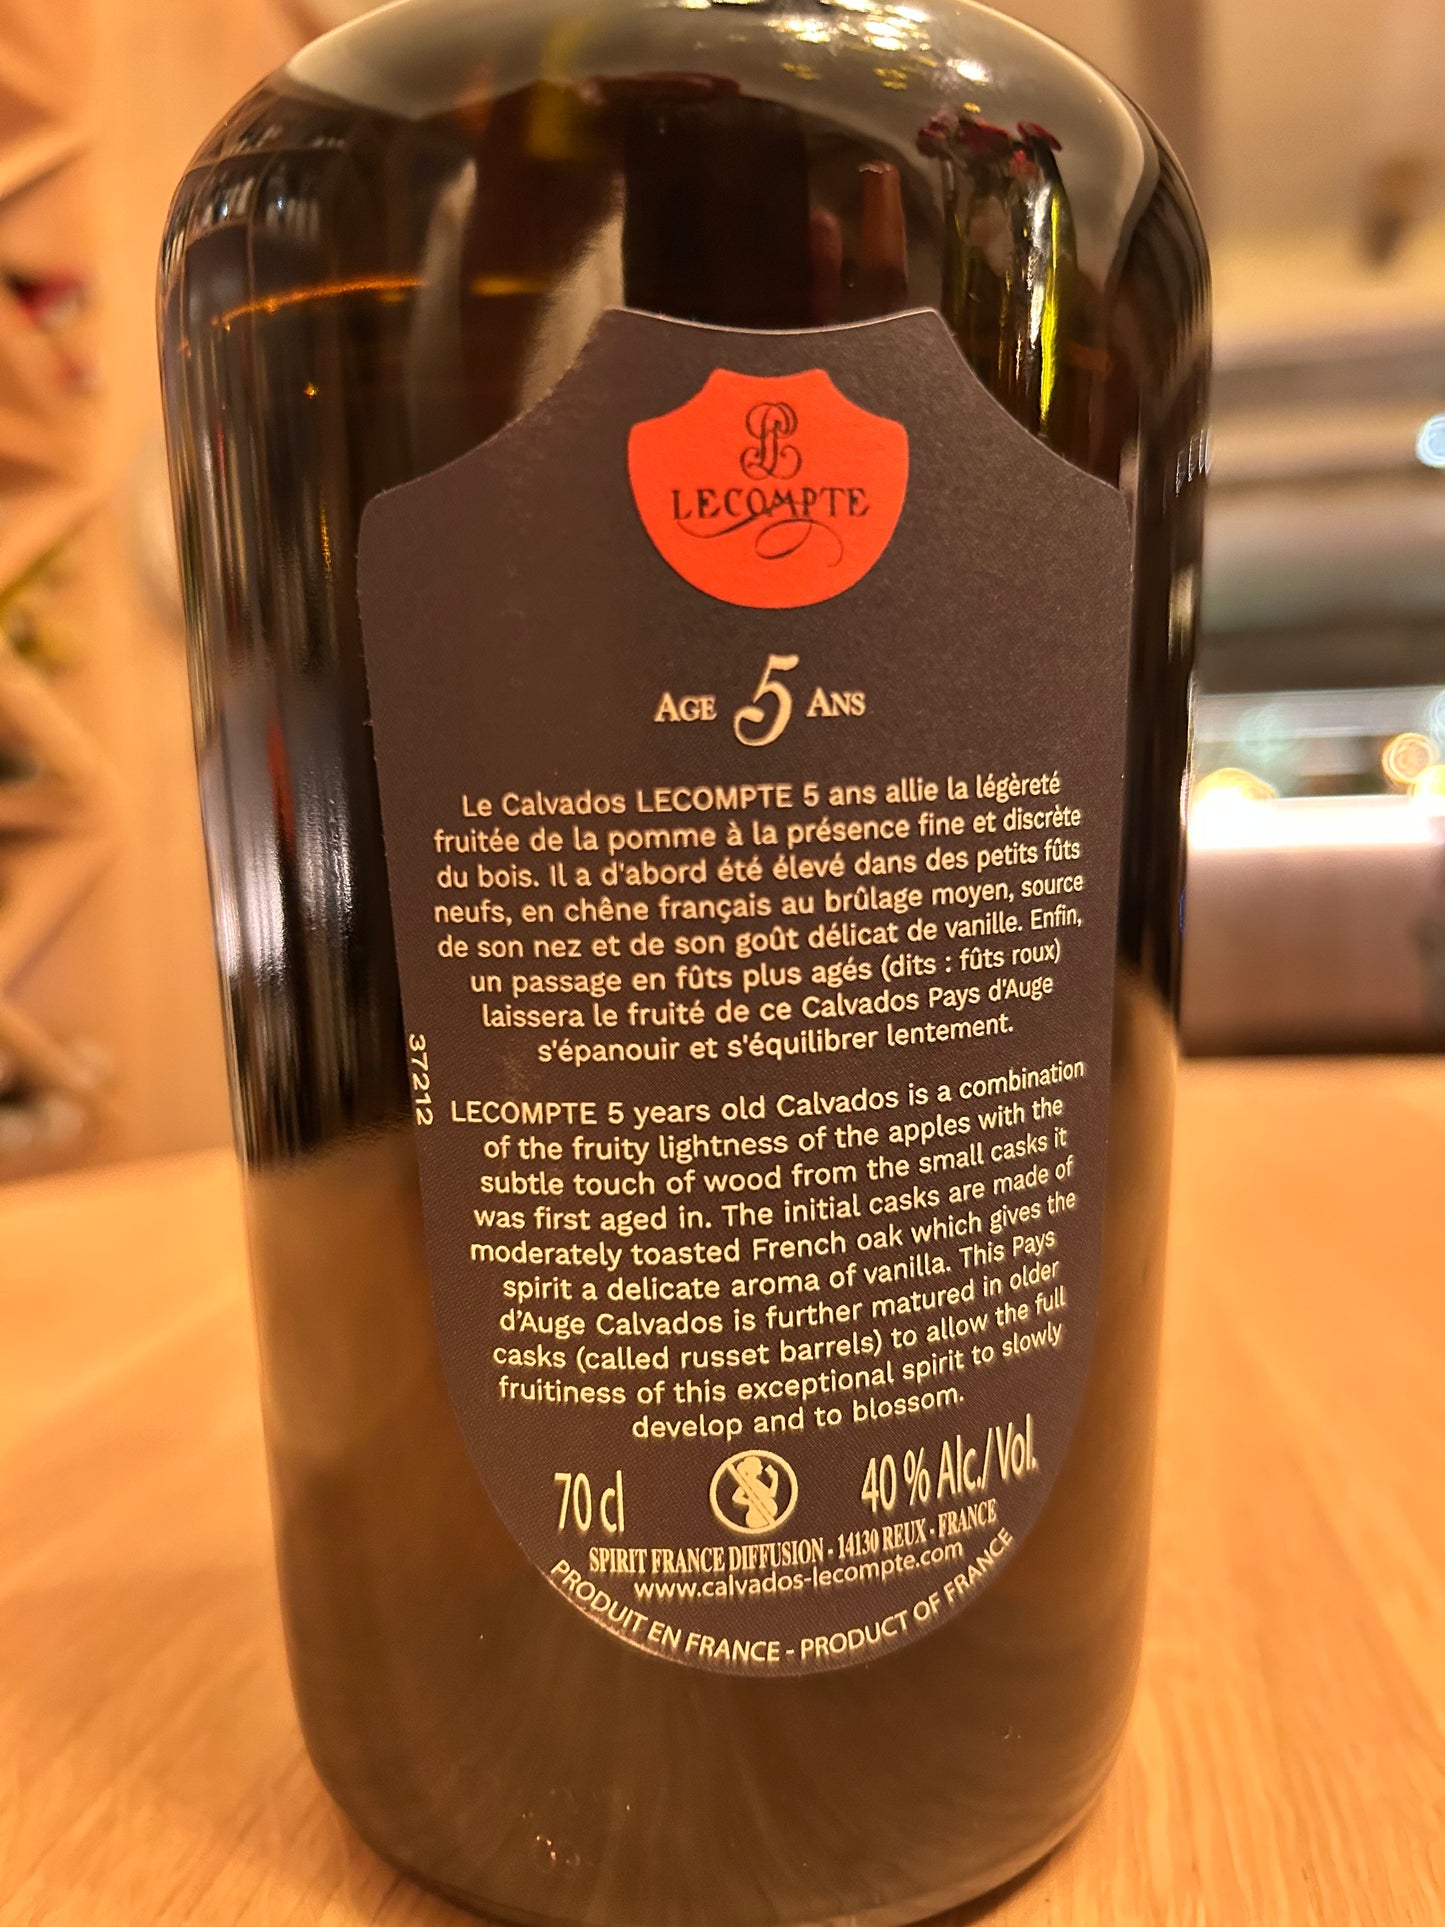 LECOMPTE
AGE 5 ANS
Le Calvados LECOMPTE 5 ans allie la légèreté
fruitée de la pomme à la présence fine et discrète
du bois. Il a d'abord été élevé dans des petits fûts
neufs, en chêne français au brûlage moyen, source
de son nez et de son goût délicat de vanille. Enfin,
un passage en fûts plus agés (dits : fûts roux)
laissera le fruité de ce Calvados Pays d'Auge
s'épanouir et s'équilibrer lentement.
37212
LECOMPTE 5 years old Calvados is a combination
of the fruity lightness of the apples with the
subtle touch of wood from the small casks it
was first aged in. The initial casks are made of
moderately toasted French oak which gives the
spirit a delicate aroma of vanilla. This Pays
d’Auge Calvados is further matured in older
casks (called russet barrels) to allow the full
fruitiness of this exceptional spirit to slowly
develop and to blossom.
70 cl 40 % Alc./Vol.
SPIRIT FRANCE DIFFUSION - 14130 REUX - FRANCE
www.calvados-lecompte.com
PRODUIT EN FRANCE - PRODUCT OF FRANCE